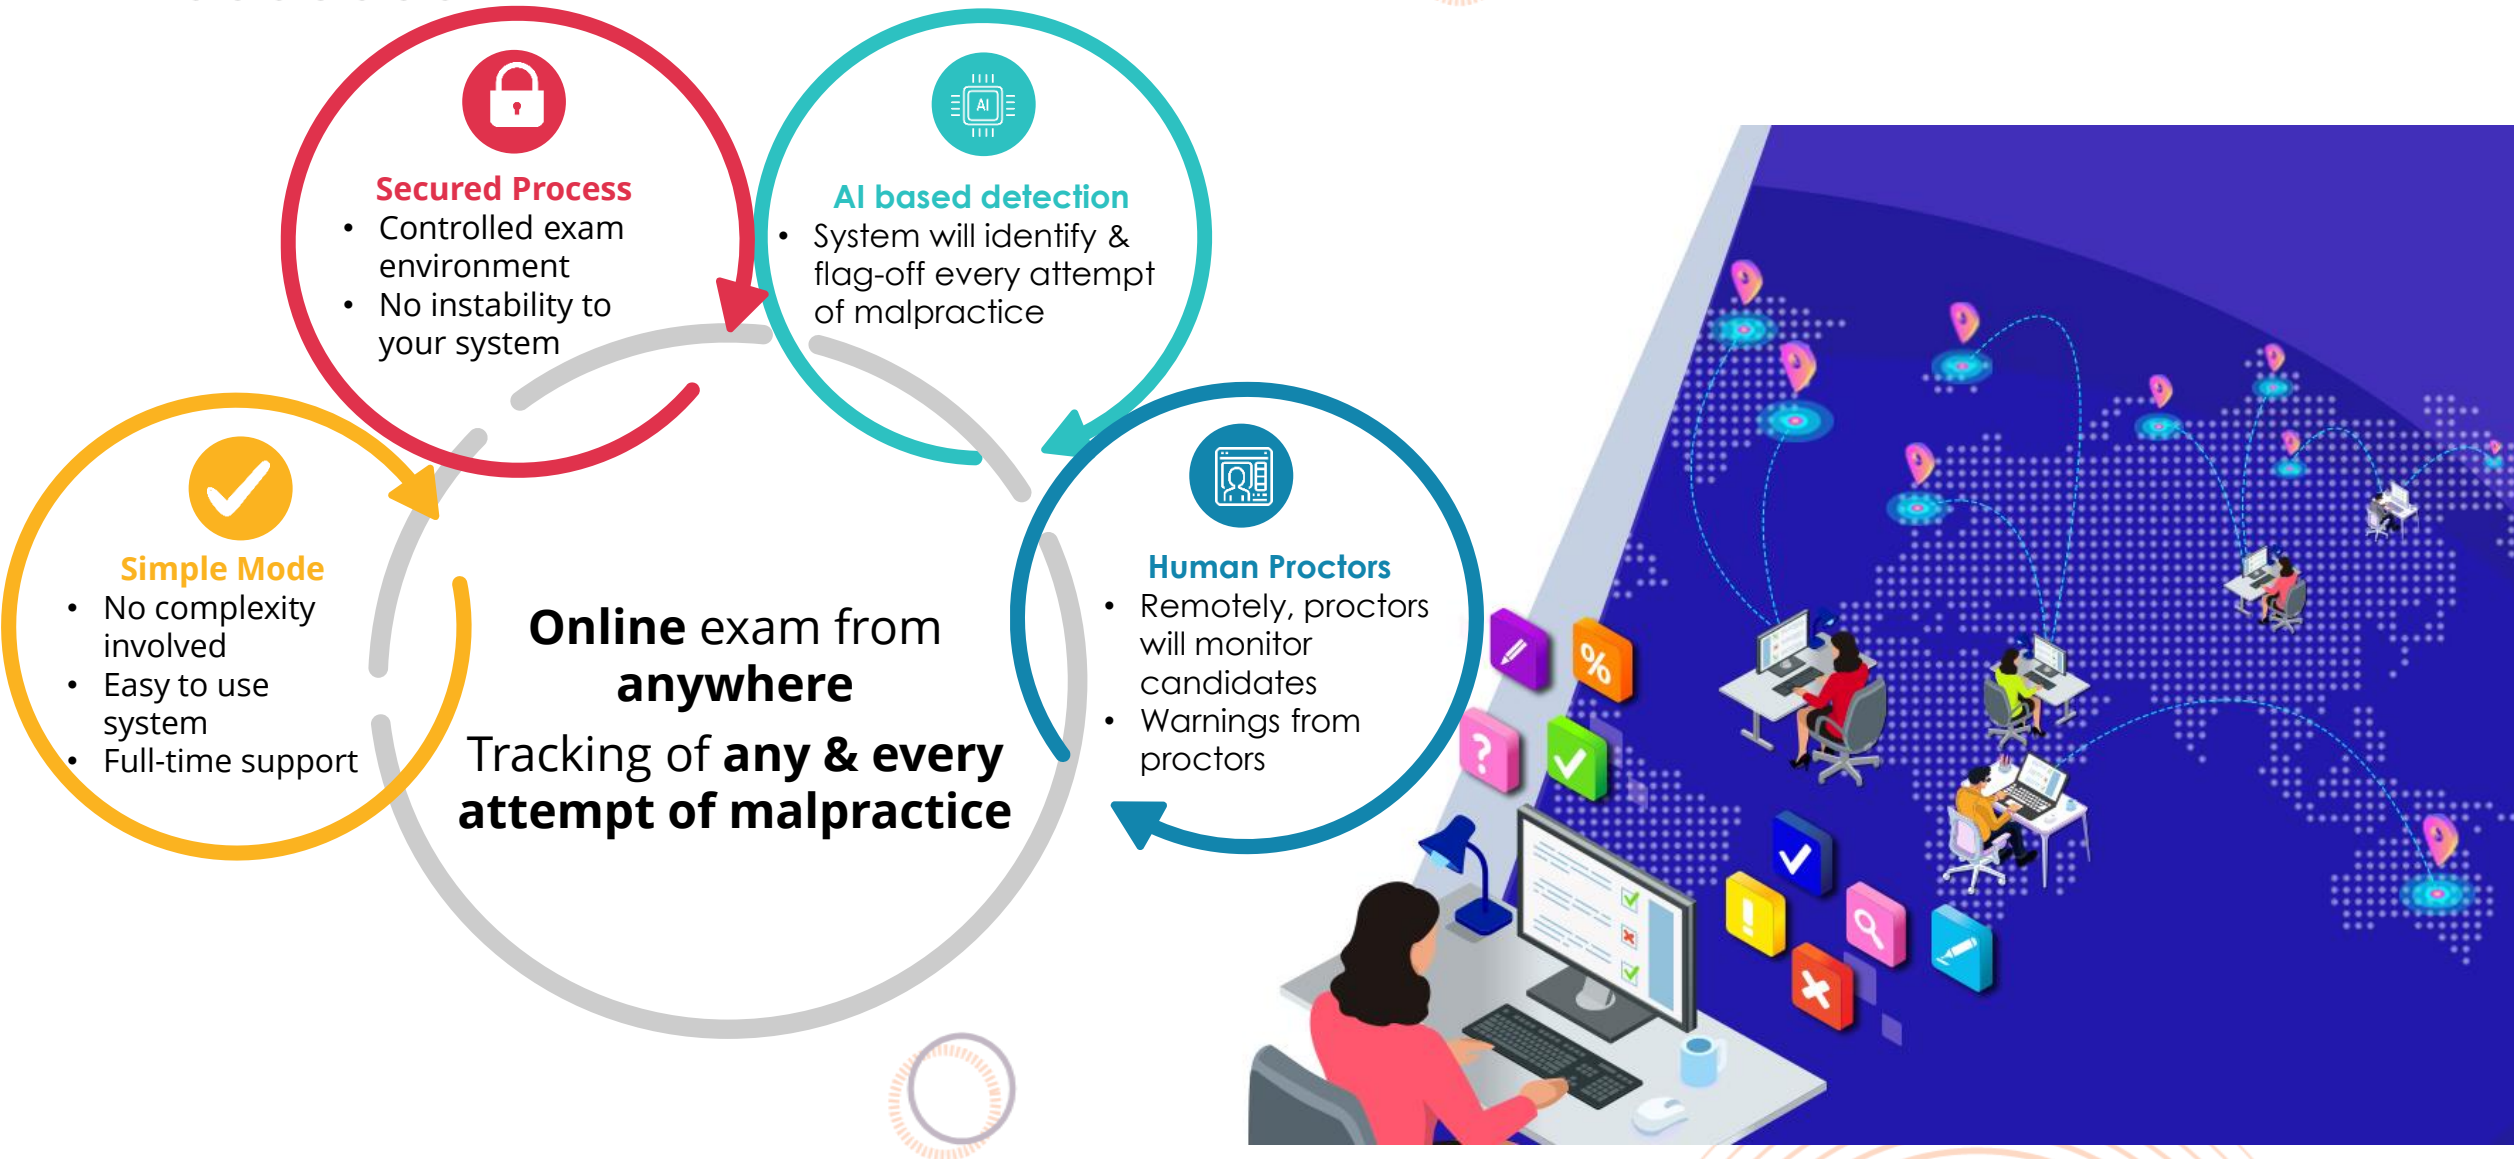 Secured Process
• Controlled exam
environment
• No instability to
your system
AI
AI based detection
• System will identify &
flag-off every attempt
of malpractice
Simple Mode
• No complexity
involved
• Easy to use
system
• Full-time support
Human Proctors
• Remotely, proctors
will monitor
candidates
• Warnings from
proctors
Online exam from
anywhere
Tracking of any & every
attempt of malpractice
%
?
!